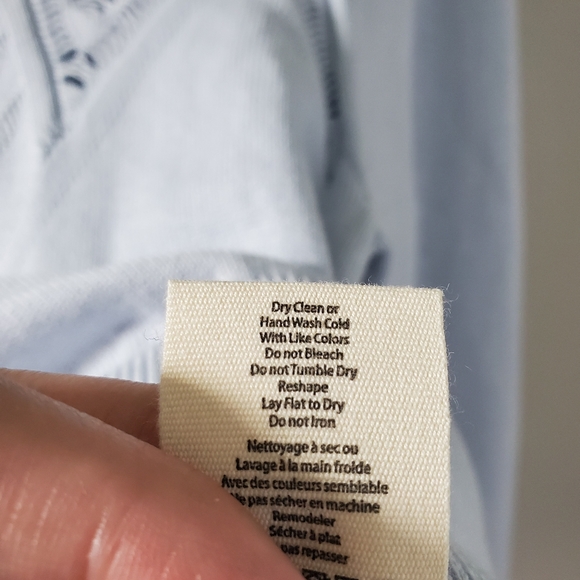 Dry Clean or
Hand Wash Cold
With Like Colors
Do not Bleach
Do not Tumble Dry
Reshape
Lay Flat to Dry
Do not Iron
Nettoyage à sec ou
Lavage à la main froide
Avec des couleurs semblable
Ne pas sécher en machine
Remodeler
Sécher à plat
pas repasser